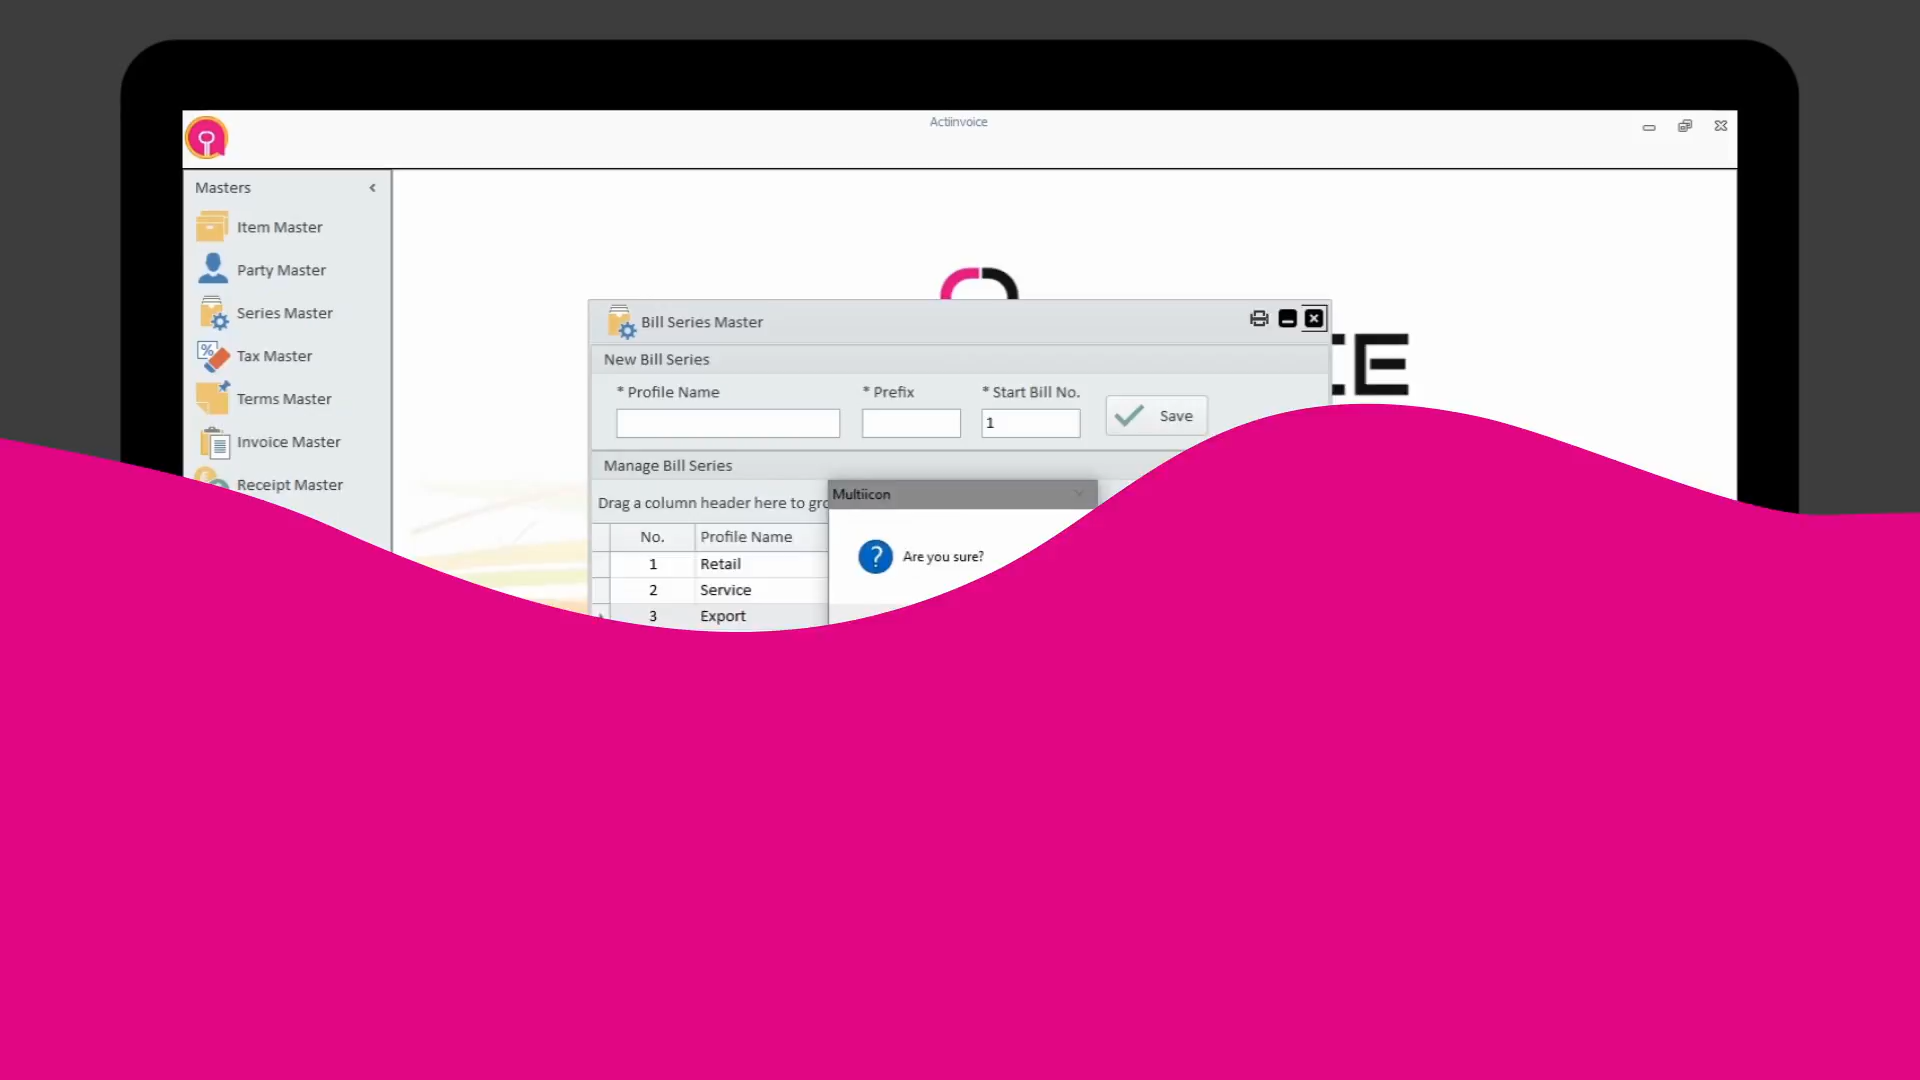 Actiinvoice
Masters
Item Master
Party Master
Series Master
Tax Master
Terms Master
Invoice Master
Receipt Master
Bill Series Master
New Bill Series
* Profile Name * Prefix * Start Bill No.
1
Save
Manage Bill Series
Drag a column header here to
No. Profile Name
1 Retail
2 Service
3 Export
Multiicon
Are you sure?